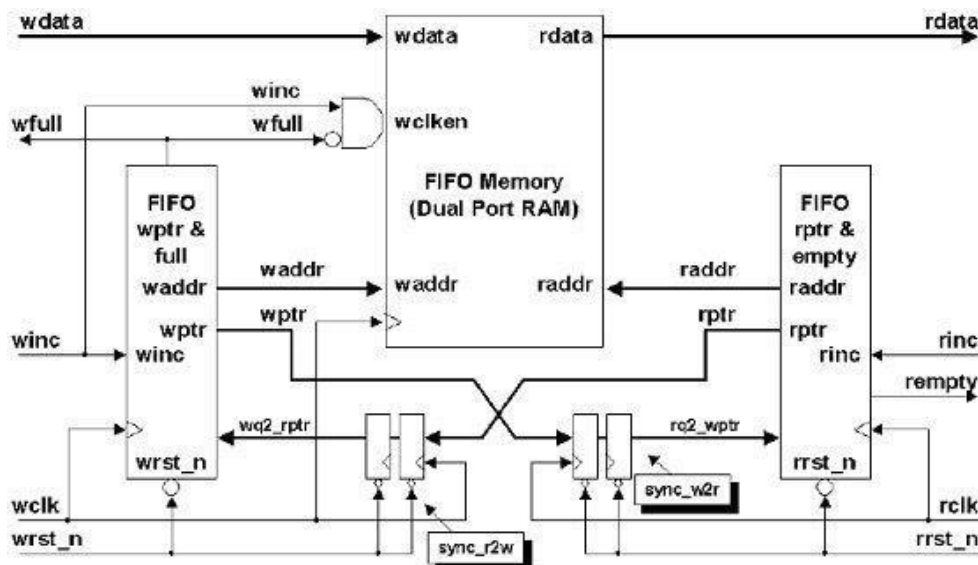 wdata
wdata
rdata
rdata
winc
wclken
wfull
wfull
FIFO Memory
(Dual Port RAM)
FIFO
wptr &
full
FIFO
rptr &
empty
waddr
waddr
waddr
raddr
raddr
raddr
wptr
wptr
rptr
rptr
winc
winc
rinc
rinc
rempty
wq2_rptr
rq2_wptr
wrst_n
rrst_n
sync_w2r
wclk
rclk
wrst_n
sync_r2w
rrst_n